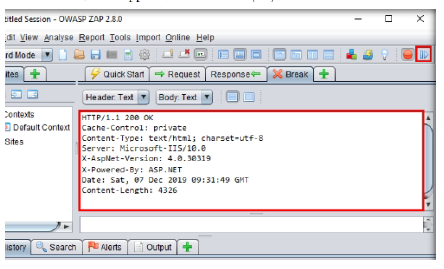 ntitled Session - OWASP ZAP 2.8.0
dit View Analyse Report Tools Import Online Help
rd Mode
ites Quick Start Request Response Break
Header: Text Body: Text
Contexts
Default Context
Sites
HTTP/1.1 200 OK
Cache-Control: private
Content-Type: text/html; charset=utf-8
Server: Microsoft-IIS/10.0
X-AspNet-Version: 4.0.30319
X-Powered-By: ASP.NET
Date: Sat, 07 Dec 2019 09:31:49 GMT
Content-Length: 4326
History Search Alerts Output